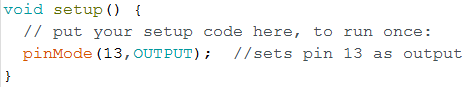 void setup() {
  // put your setup code here, to run once:
  pinMode(13,OUTPUT);  //sets pin 13 as output
}